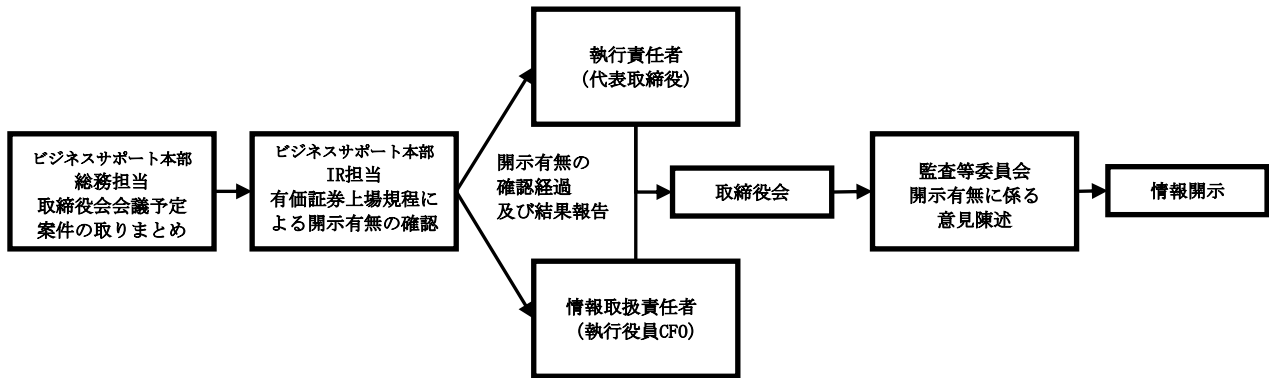 ビジネスサポート本部
総務担当
取締役会会議予定
案件の取りまとめ
ビジネスサポート本部
IR担当
有価証券上場規程に
よる開示有無の確認
執行責任者
(代表取締役)
開示有無の
確認経過
及び結果報告
情報取扱責任者
(執行役員CFO)
取締役会
監査等委員会
開示有無に係る
意見陳述
情報開示